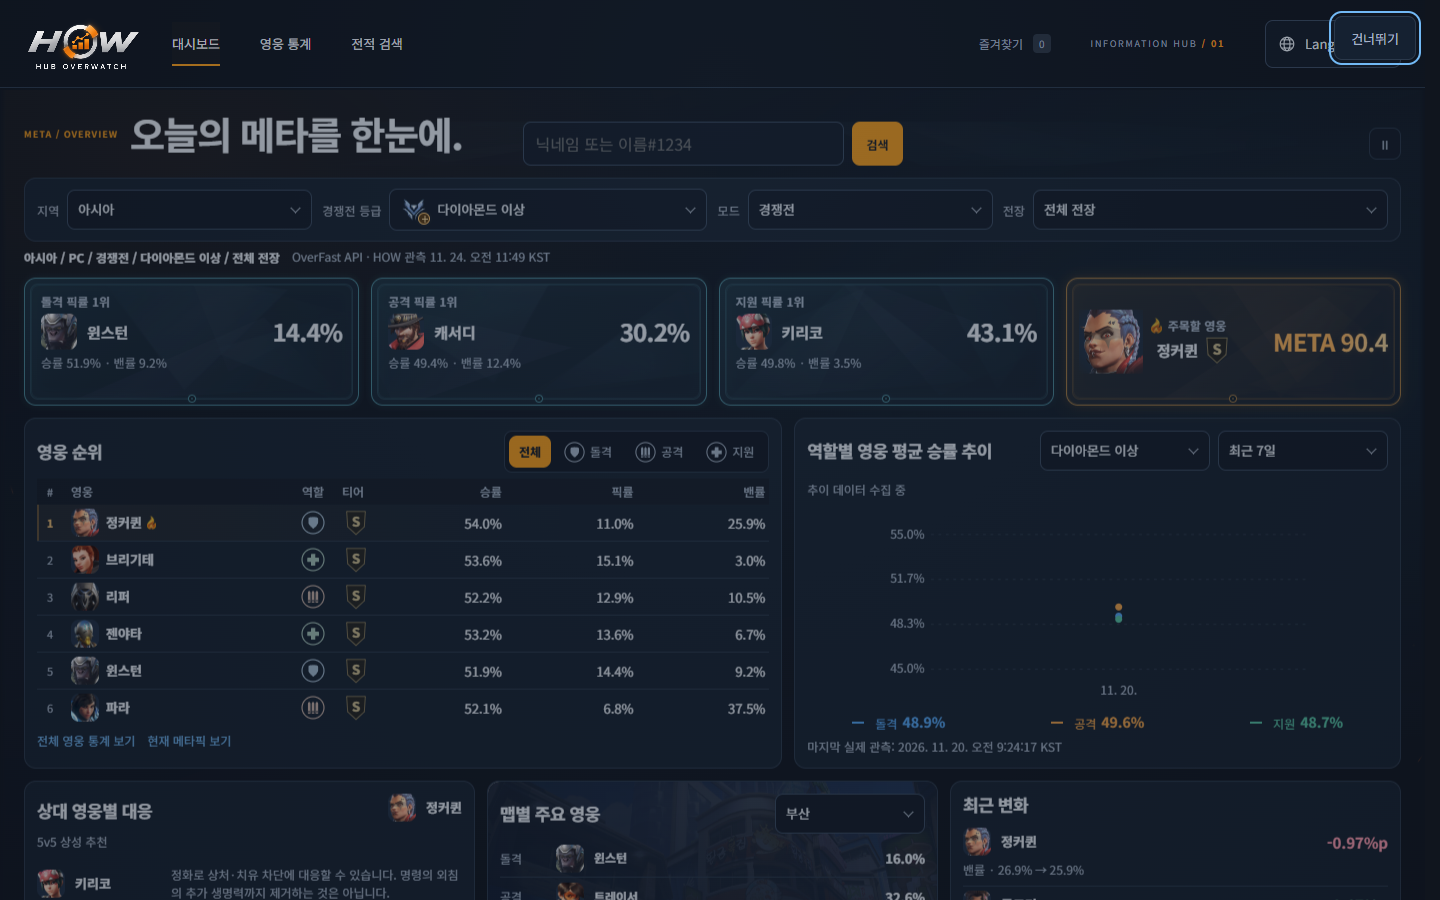 HOW
HUB OVERWATCH
대시보드
영웅 통계
전적 검색
즐겨찾기 0
INFORMATION HUB / 01
Lang
건너뛰기
META / OVERVIEW
오늘의 메타를 한눈에.
닉네임 또는 이름#1234
검색
지역 아시아
경쟁전 등급 다이아몬드 이상
모드 경쟁전
전장 전체 전장
아시아 / PC / 경쟁전 / 다이아몬드 이상 / 전체 전장 OverFast API · HOW 관측 11. 24. 오전 11:49 KST
돌격 픽률 1위
윈스턴 14.4%
승률 51.9% · 밴률 9.2%
공격 픽률 1위
캐서디 30.2%
승률 49.4% · 밴률 12.4%
지원 픽률 1위
키리코 43.1%
승률 49.8% · 밴률 3.5%
주목할 영웅
정커퀸 S
META 90.4
영웅 순위
전체 돌격 공격 지원
# 영웅 역할 티어 승률 픽률 밴률
1 정커퀸 S 54.0% 11.0% 25.9%
2 브리기테 S 53.6% 15.1% 3.0%
3 리퍼 S 52.2% 12.9% 10.5%
4 젠야타 S 53.2% 13.6% 6.7%
5 윈스턴 S 51.9% 14.4% 9.2%
6 파라 S 52.1% 6.8% 37.5%
전체 영웅 통계 보기 현재 메타픽 보기
역할별 영웅 평균 승률 추이
다이아몬드 이상
최근 7일
추이 데이터 수집 중
55.0%
51.7%
48.3%
45.0%
11. 20.
돌격 48.9%
공격 49.6%
지원 48.7%
마지막 실제 관측: 2026. 11. 20. 오전 9:24:17 KST
상대 영웅별 대응
정커퀸
5v5 상성 추천
키리코
정화로 상처·치유 차단에 대응할 수 있습니다. 명령의 외침
의 추가 생명력까지 제거하는 것은 아닙니다.
맵별 주요 영웅
부산
돌격 윈스턴 16.0%
공격 트레이서 32.6%
최근 변화
정커퀸 -0.97%p
밴률 · 26.9% → 25.9%